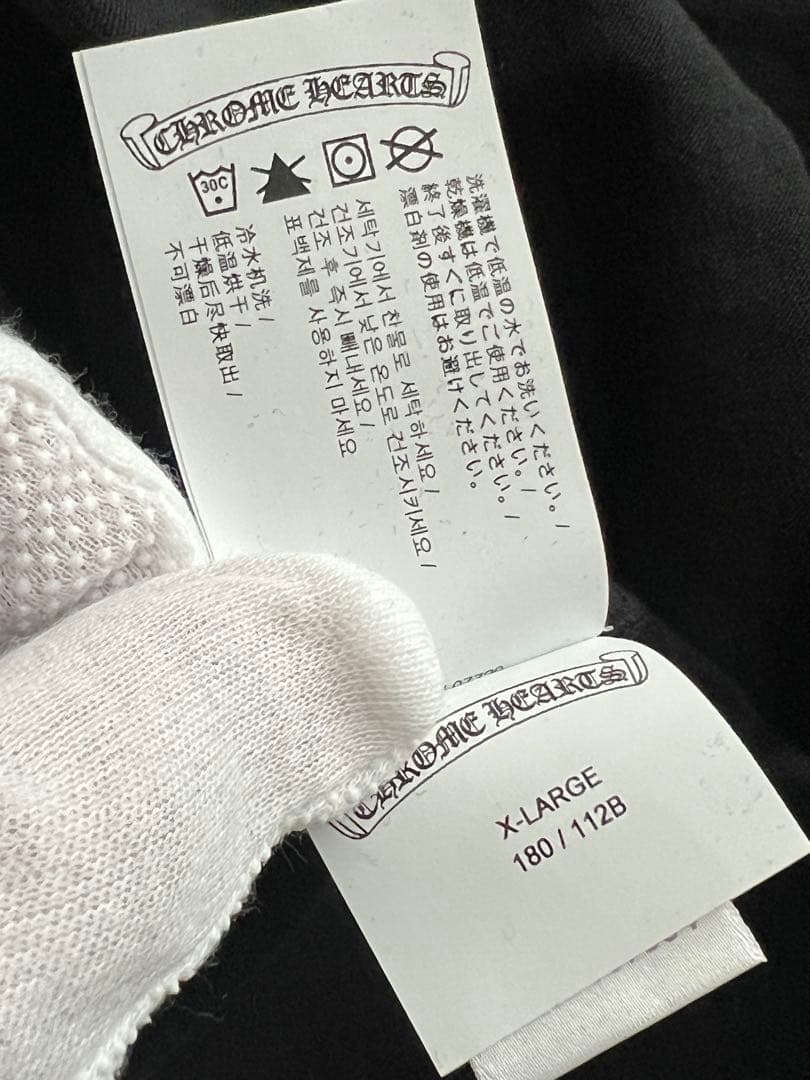 CHROME HEARTS
30C
洗濯機で低温の水でお洗いください。/
乾燥機は低温でご使用ください。/
終了後すぐに取り出してください。/
漂白剤の使用はお避けください。
세탁기에서 찬물로 세탁하세요 /
건조기에서 낮은 온도로 건조시키세요 /
건조 후 즉시 빼내세요 /
표백제를 사용하지 마세요
冷水机洗 /
低温烘干 /
干燥后尽快取出 /
不可漂白
CHROME HEARTS
X-LARGE
180 / 112B